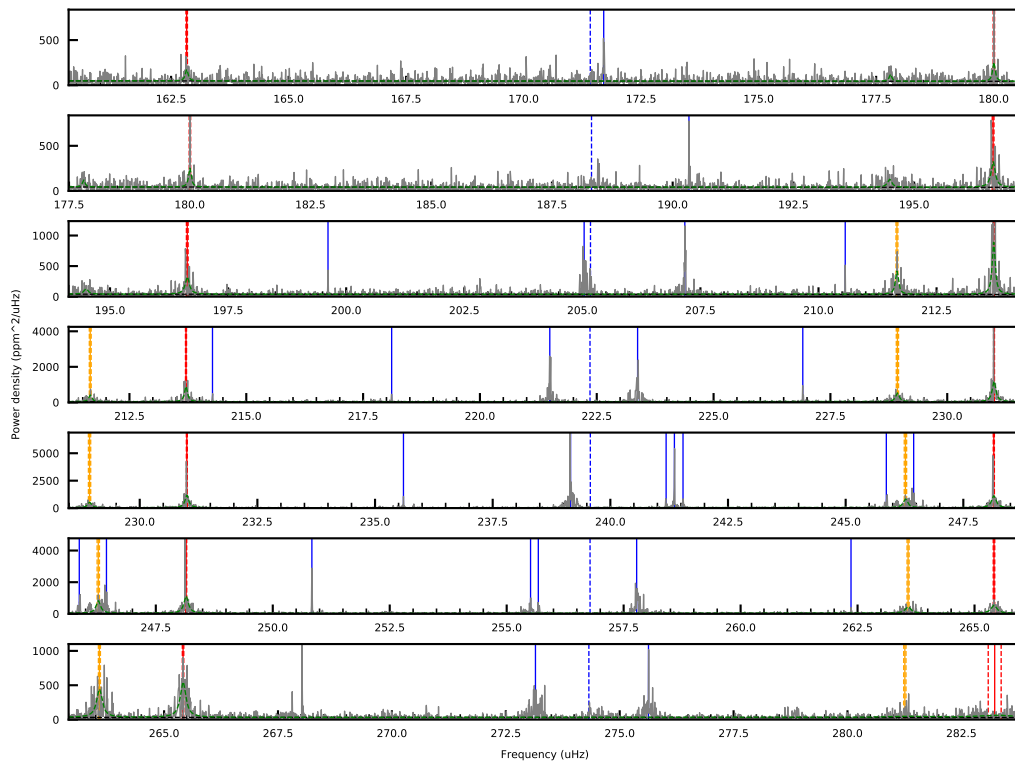 500
0
162.5 165.0 167.5 170.0 172.5 175.0 177.5 180.0
500
0
177.5 180.0 182.5 185.0 187.5 190.0 192.5 195.0
1000
500
0
195.0 197.5 200.0 202.5 205.0 207.5 210.0 212.5
Power density (ppm^2/uHz)
4000
2000
0
212.5 215.0 217.5 220.0 222.5 225.0 227.5 230.0
5000
2500
0
230.0 232.5 235.0 237.5 240.0 242.5 245.0 247.5
4000
2000
0
247.5 250.0 252.5 255.0 257.5 260.0 262.5 265.0
1000
500
0
265.0 267.5 270.0 272.5 275.0 277.5 280.0 282.5
Frequency (uHz)